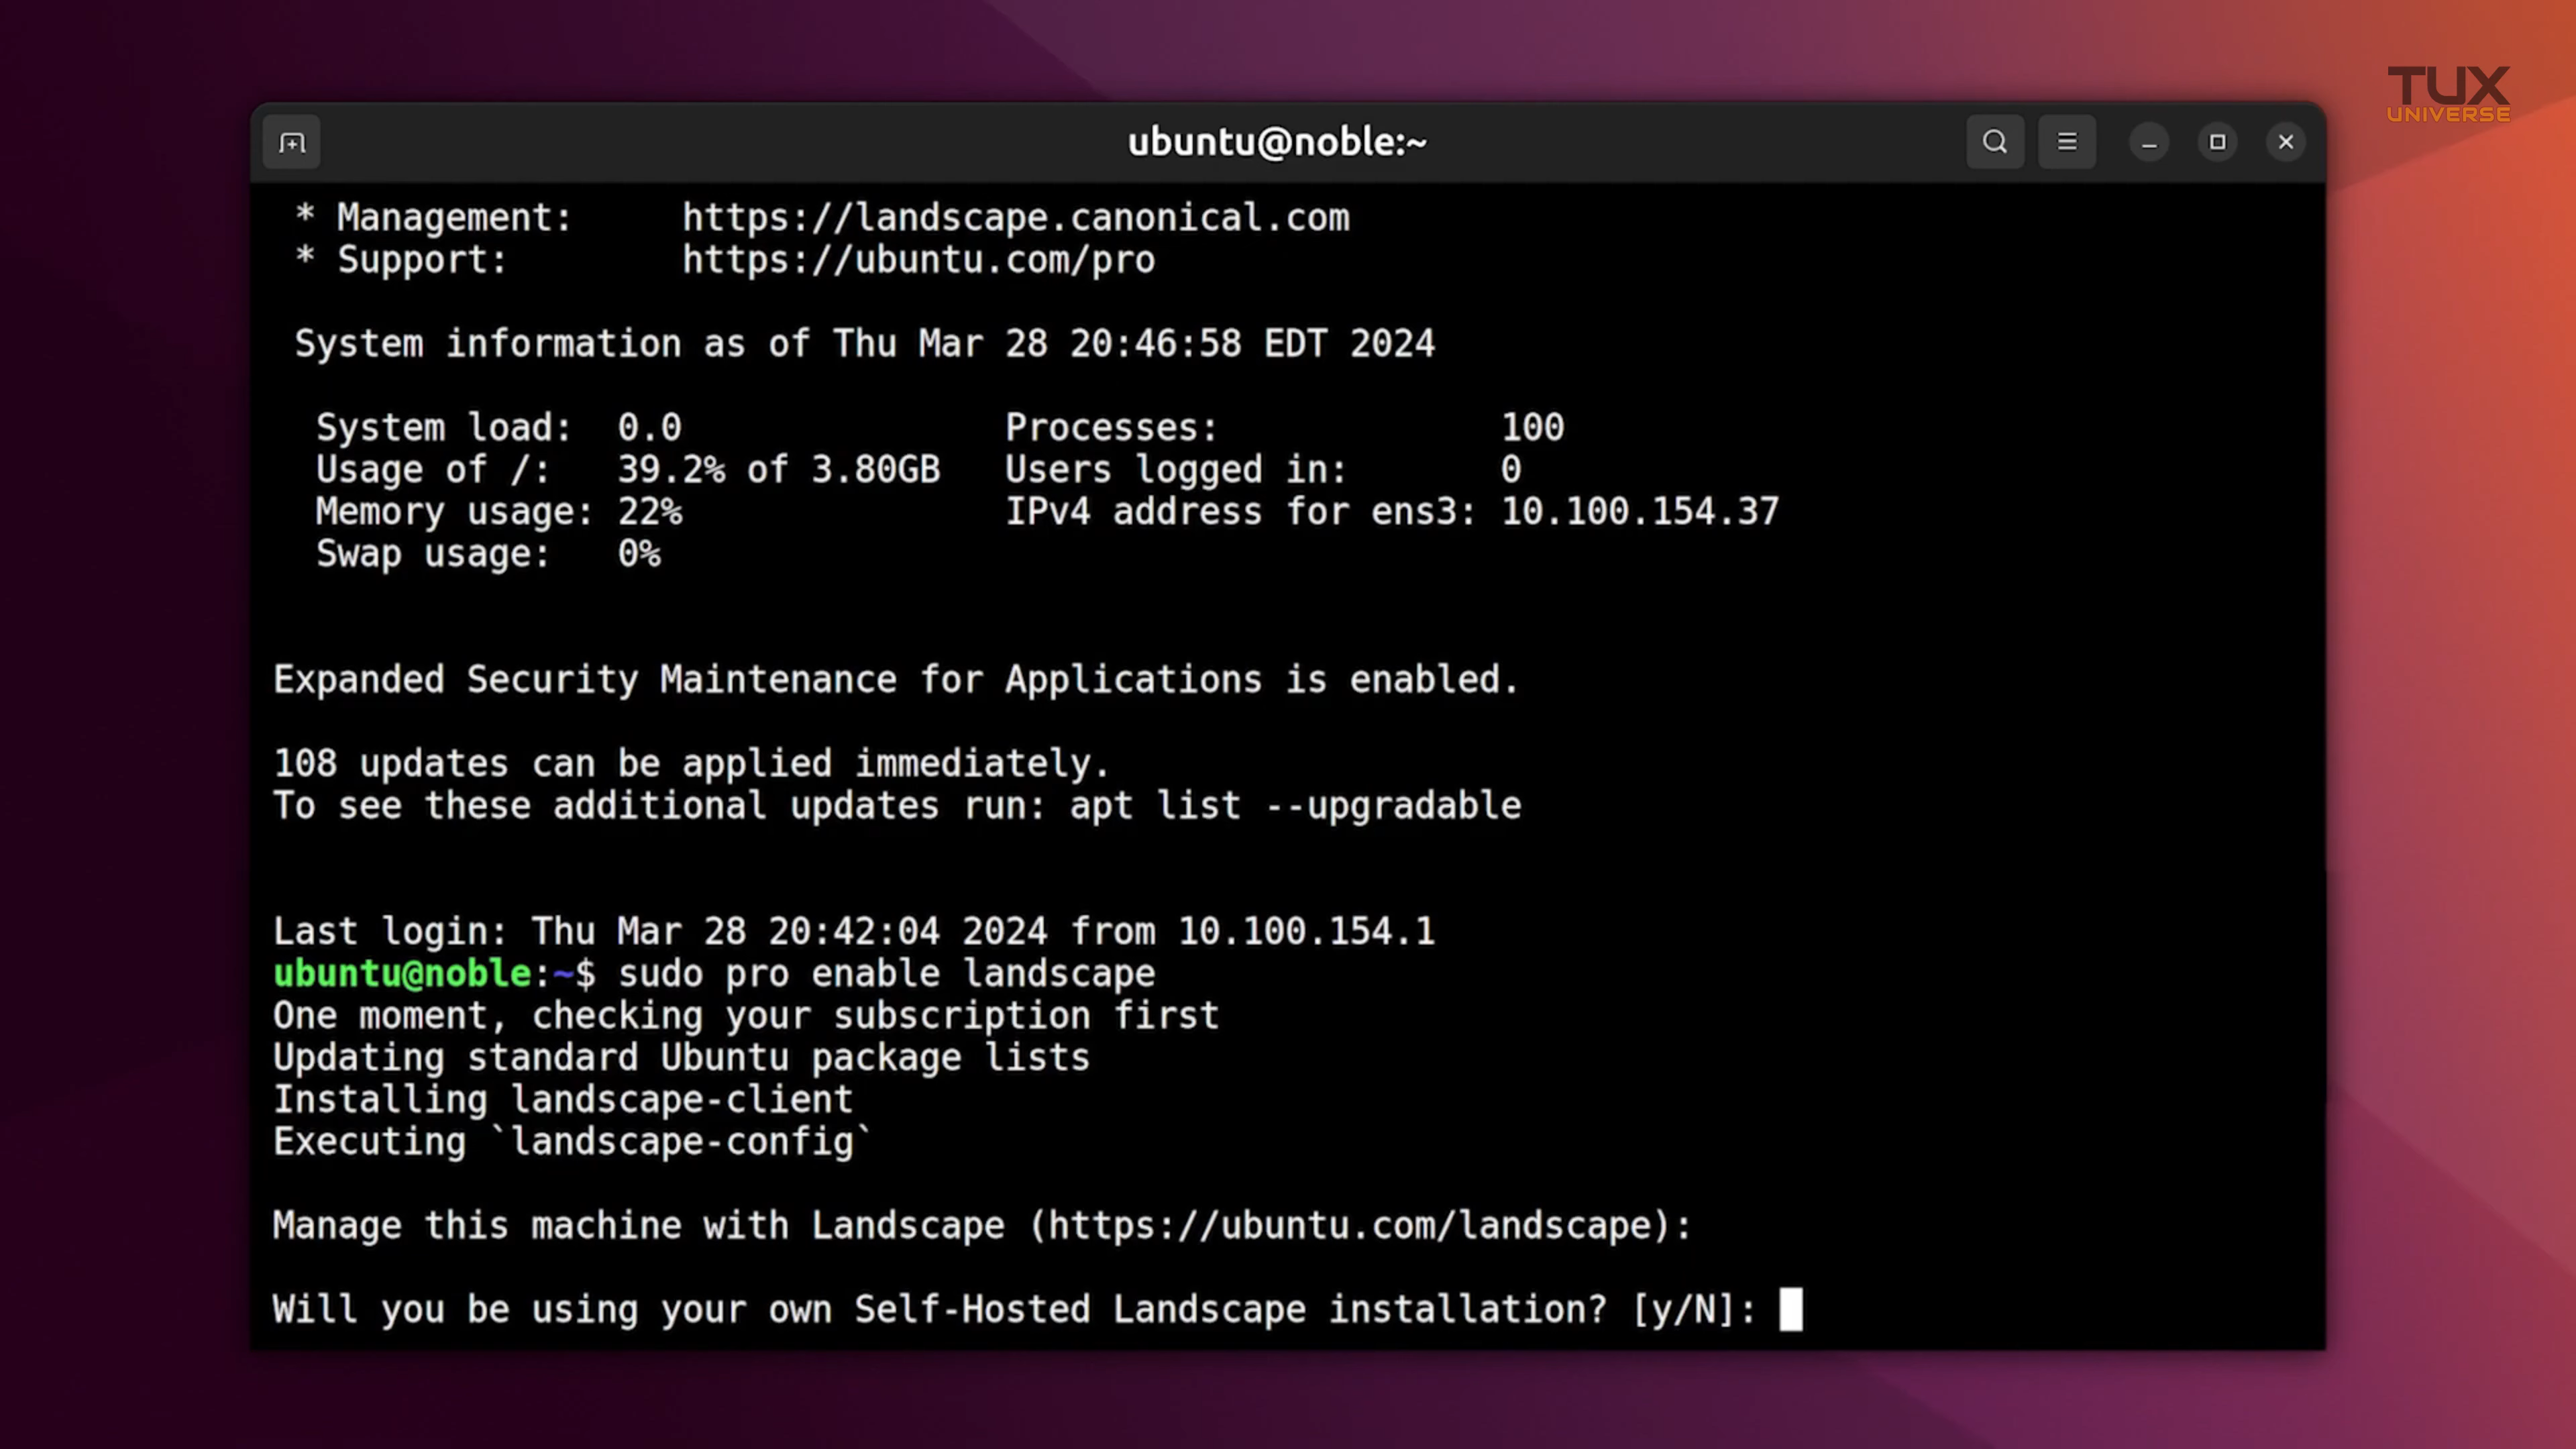 TUX
UNIVERSE
ubuntu@noble:~
* Management:     https://landscape.canonical.com
* Support:        https://ubuntu.com/pro
System information as of Thu Mar 28 20:46:58 EDT 2024
System load:  0.0               Processes:             100
Usage of /:   39.2% of 3.80GB   Users logged in:       0
Memory usage: 22%               IPv4 address for ens3: 10.100.154.37
Swap usage:   0%
Expanded Security Maintenance for Applications is enabled.
108 updates can be applied immediately.
To see these additional updates run: apt list --upgradable
Last login: Thu Mar 28 20:42:04 2024 from 10.100.154.1
ubuntu@noble:~$ sudo pro enable landscape
One moment, checking your subscription first
Updating standard Ubuntu package lists
Installing landscape-client
Executing `landscape-config`
Manage this machine with Landscape (https://ubuntu.com/landscape):
Will you be using your own Self-Hosted Landscape installation? [y/N]: